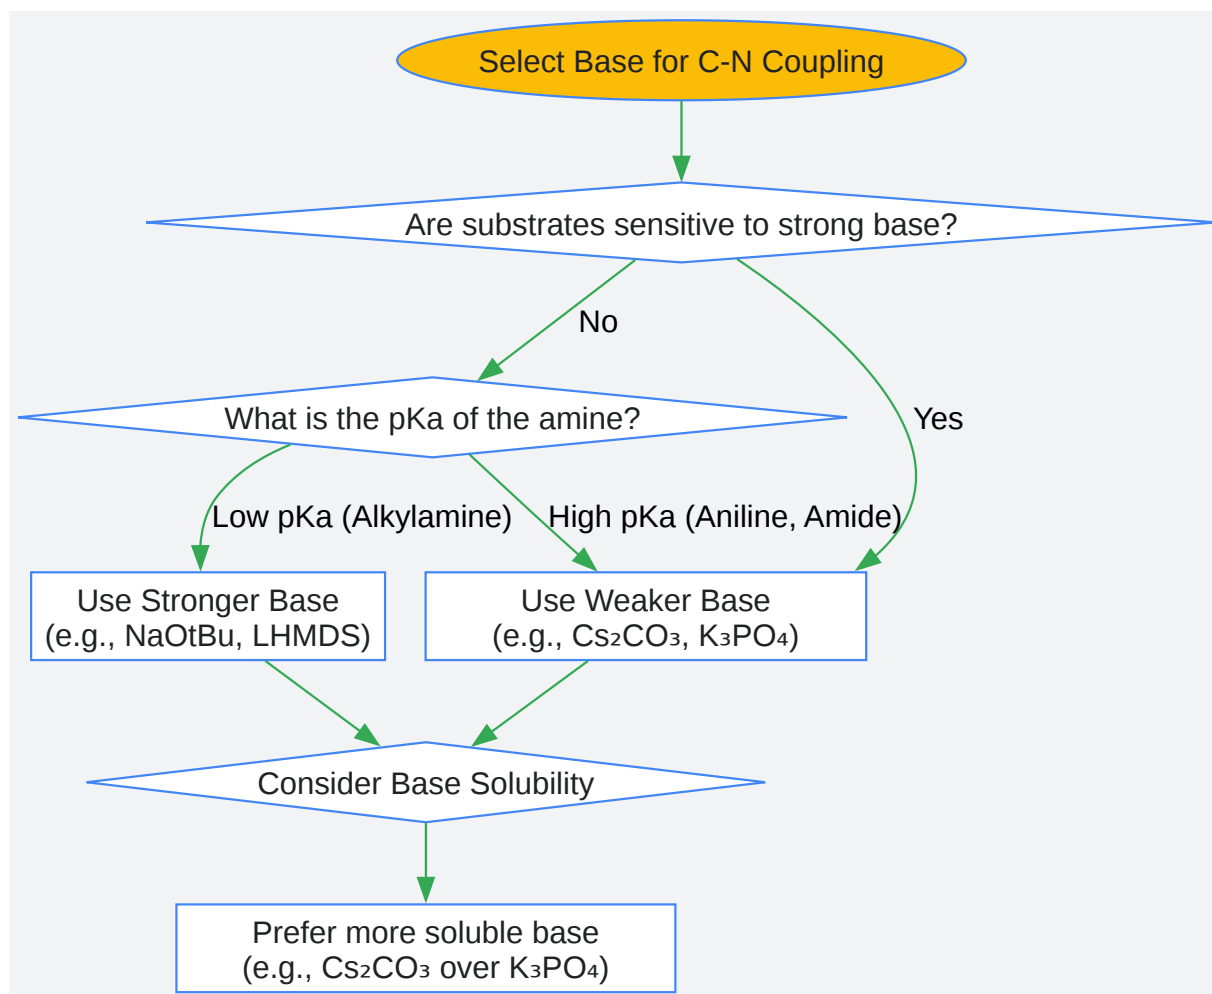 Select Base for C-N Coupling
Are substrates sensitive to strong base?
No
What is the pKa of the amine?
Yes
Low pKa (Alkylamine)
High pKa (Aniline, Amide)
Use Stronger Base
(e.g., NaOtBu, LHMDS)
Use Weaker Base
(e.g., Cs₂CO₃, K₃PO₄)
Consider Base Solubility
Prefer more soluble base
(e.g., Cs₂CO₃ over K₃PO₄)